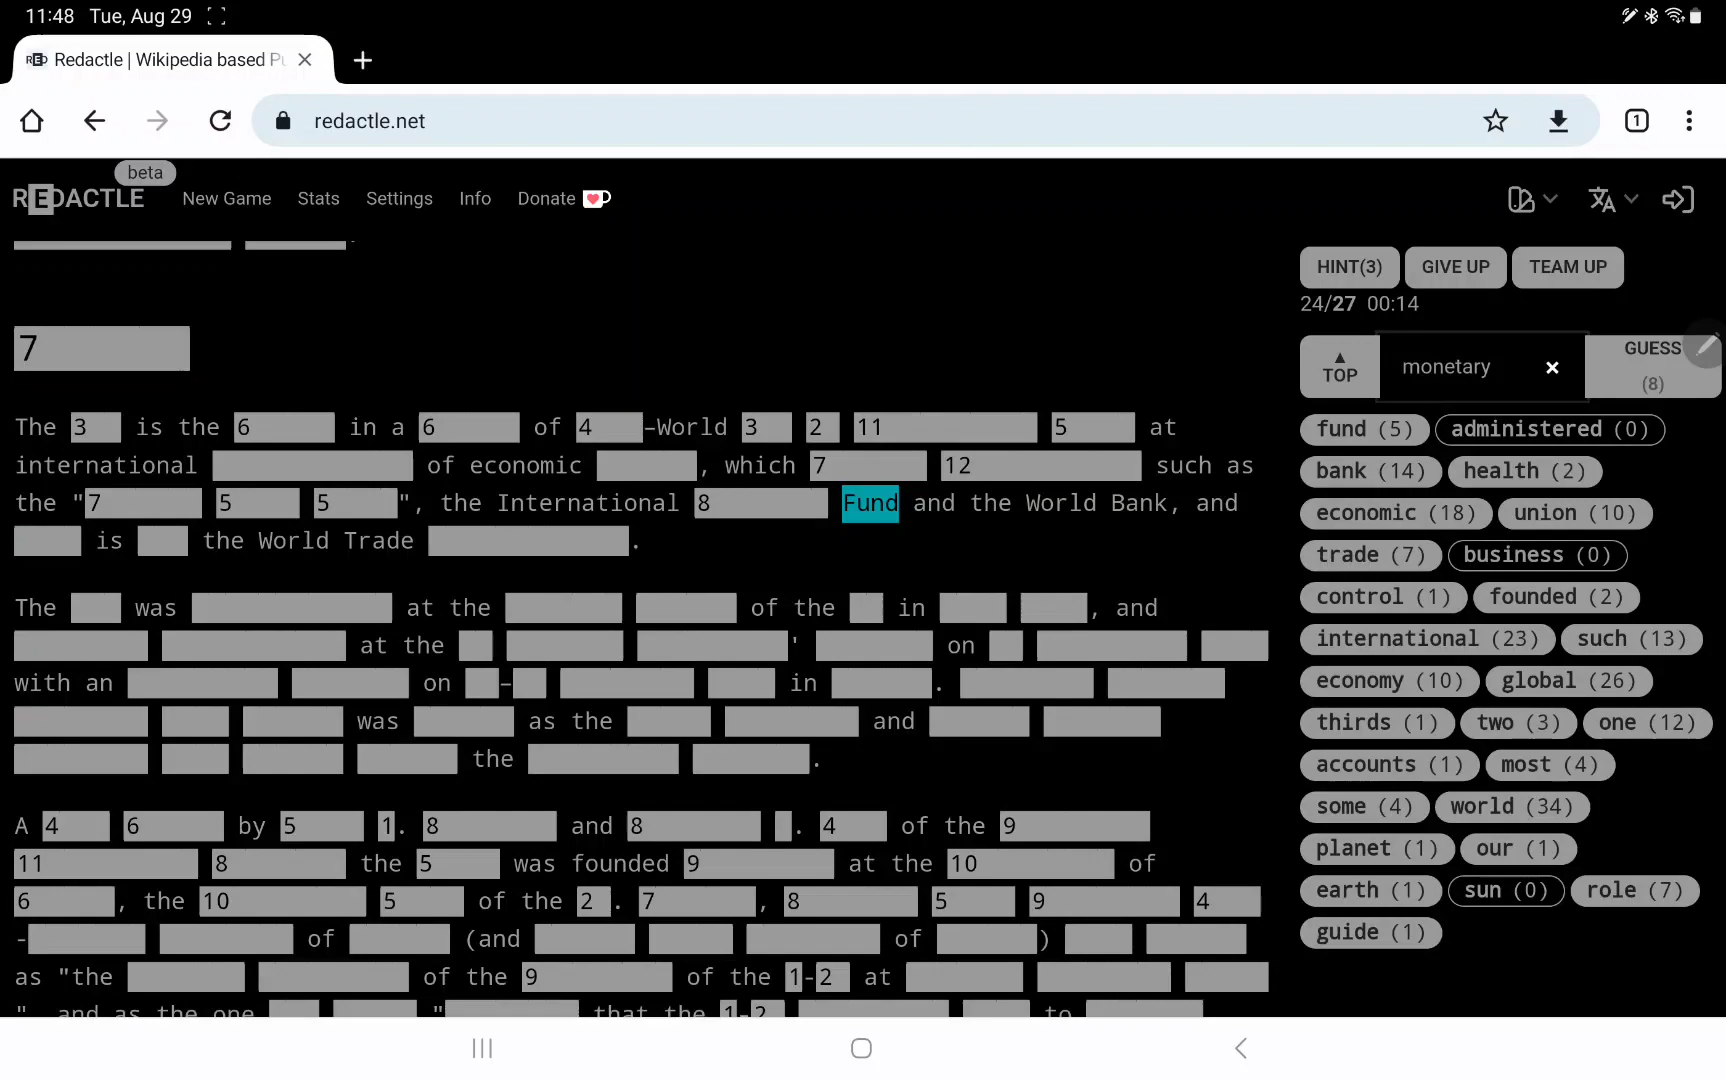 11:48 Tue, Aug 29
RED Redactle | Wikipedia based Pu
redactle.net
REDACTLE beta New Game Stats Settings Info Donate
HINT(3) GIVE UP TEAM UP
24/27 00:14
▲ TOP monetary × GUESS (8)
7
The 3 is the 6 in a 6 of 4 –World 3 2 11 5 at
international of economic , which 7 12 such as
the "7 5 5 ", the International 8 Fund and the World Bank, and
is the World Trade .
The was at the of the in , and
at the ' on
with an on – in .
was as the and
the .
A 4 6 by 5 1. 8 and 8 . 4 of the 9
11 8 the 5 was founded 9 at the 10 of
6 , the 10 5 of the 2 . 7 , 8 5 9 4
- of (and of )
as "the of the 9 of the 1-2 at
" and as the one " that the 1-2 to
fund (5) administered (0)
bank (14) health (2)
economic (18) union (10)
trade (7) business (0)
control (1) founded (2)
international (23) such (13)
economy (10) global (26)
thirds (1) two (3) one (12)
accounts (1) most (4)
some (4) world (34)
planet (1) our (1)
earth (1) sun (0) role (7)
guide (1)